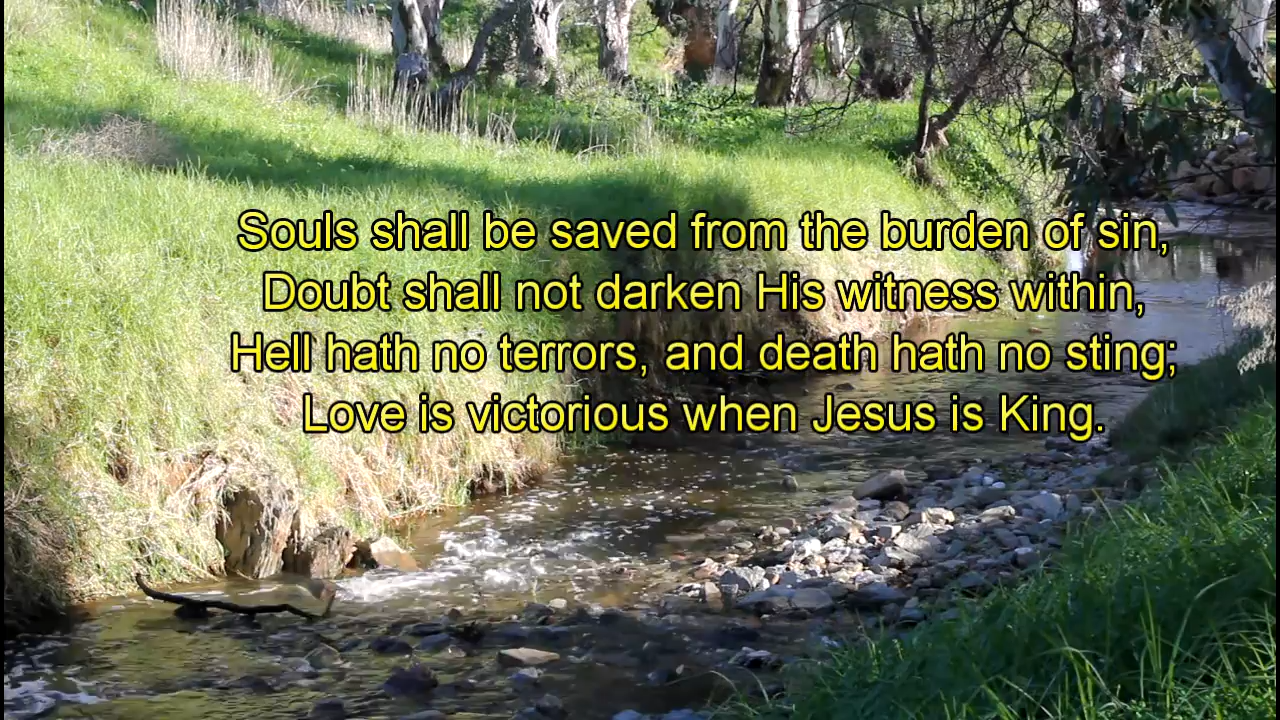 Souls shall be saved from the burden of sin,
Doubt shall not darken His witness within,
Hell hath no terrors, and death hath no sting;
Love is victorious when Jesus is King.